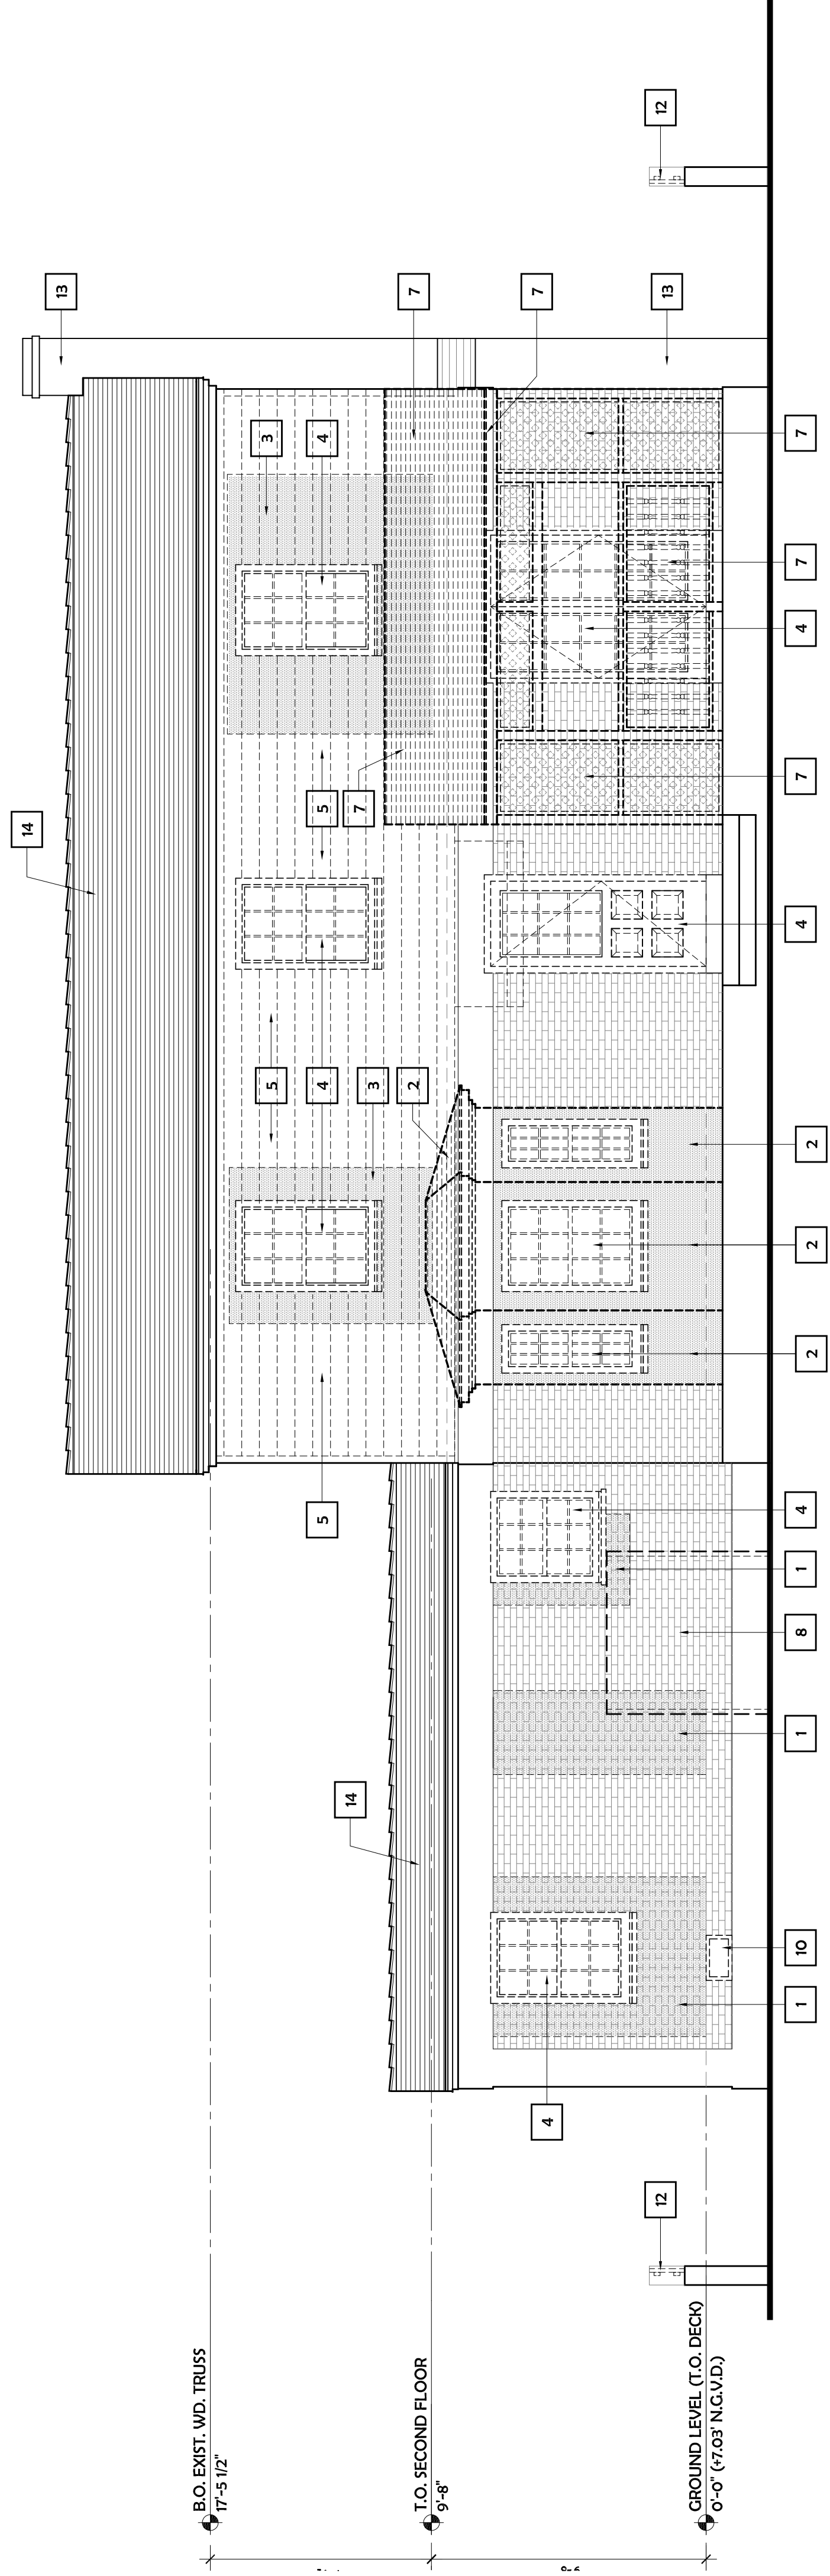 14
13
B.O. EXIST. WD. TRUSS
17'-5 1/2"
5 3
5 4 5 4
14 7
3
2 7
T.O. SECOND FLOOR
9'-8"
7
4
12 12
13
GROUND LEVEL (T.O. DECK)
0'-0" (+7.03' N.G.V.D.)
1 10 1 8 1 4 2 2 2 4 7 4 7 7